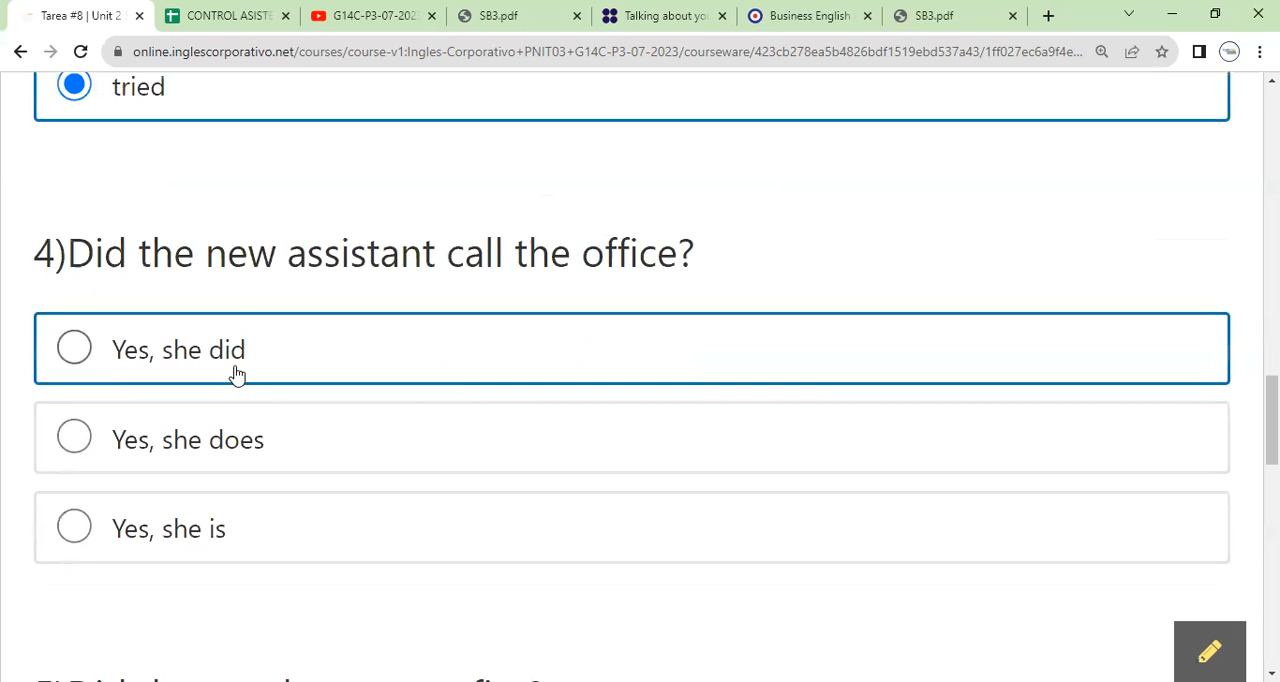 Tarea #8 | Unit 2
CONTROL ASISTE
G14C-P3-07-202
SB3.pdf
Talking about yo
Business English
SB3.pdf
online.inglescorporativo.net/courses/course-v1:Ingles-Corporativo+PNIT03+G14C-P3-07-2023/courseware/423cb278ea5b4826bdf1519ebd537a43/1ff027ec6a9f4e...
tried
4)Did the new assistant call the office?
Yes, she did
Yes, she does
Yes, she is